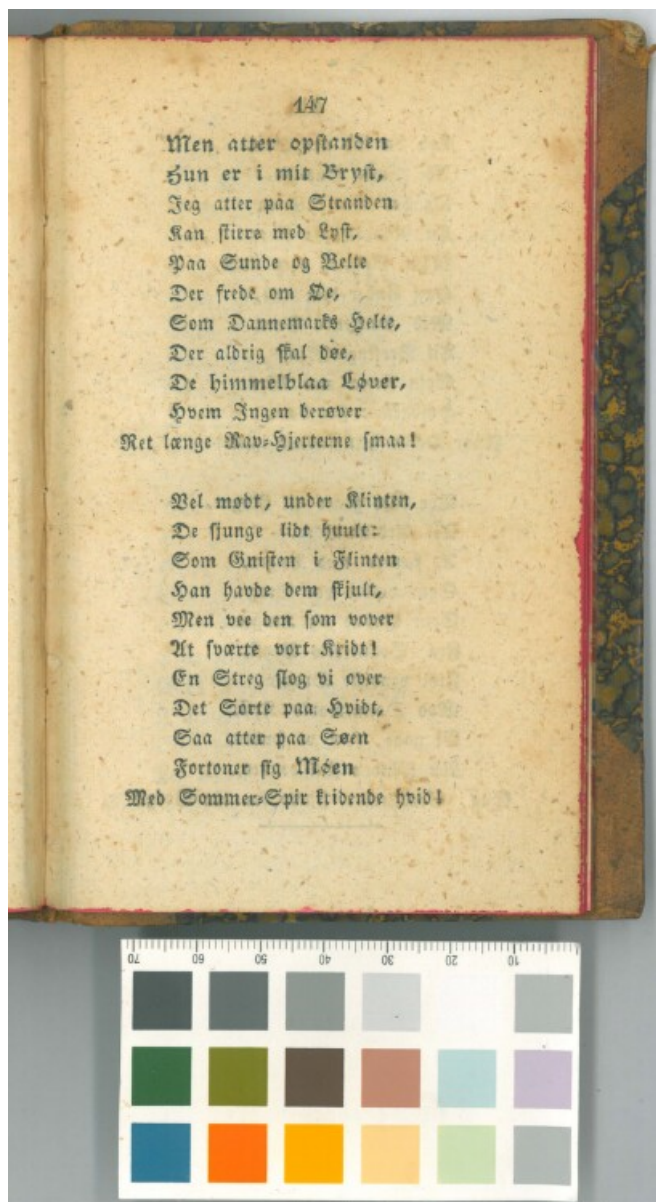 147
Men atter opstanden
Hun er i mit Bryst,
Jeg atter paa Stranden
Kan stirre med Lyst,
Paa Sunde og Belte
Der frede om De,
Som Dannemarks Helte,
Der aldrig skal døe,
De himmelblaa Løver,
Hvem Ingen berøver
Ret længe Rav-Hjerterne smaa!
Vel mødt, under Klinten,
De sjunge lidt huult:
Som Gnisten i Flinten
Han havde dem skjult,
Men vee den som vover
At sværte vort Kridt!
En Streg slog vi over
Det Sorte paa Hvidt,
Saa atter paa Søen
Fortoner sig Møen
Med Sommer-Spir kridende hvid!
70 60 50 40 30 20 10